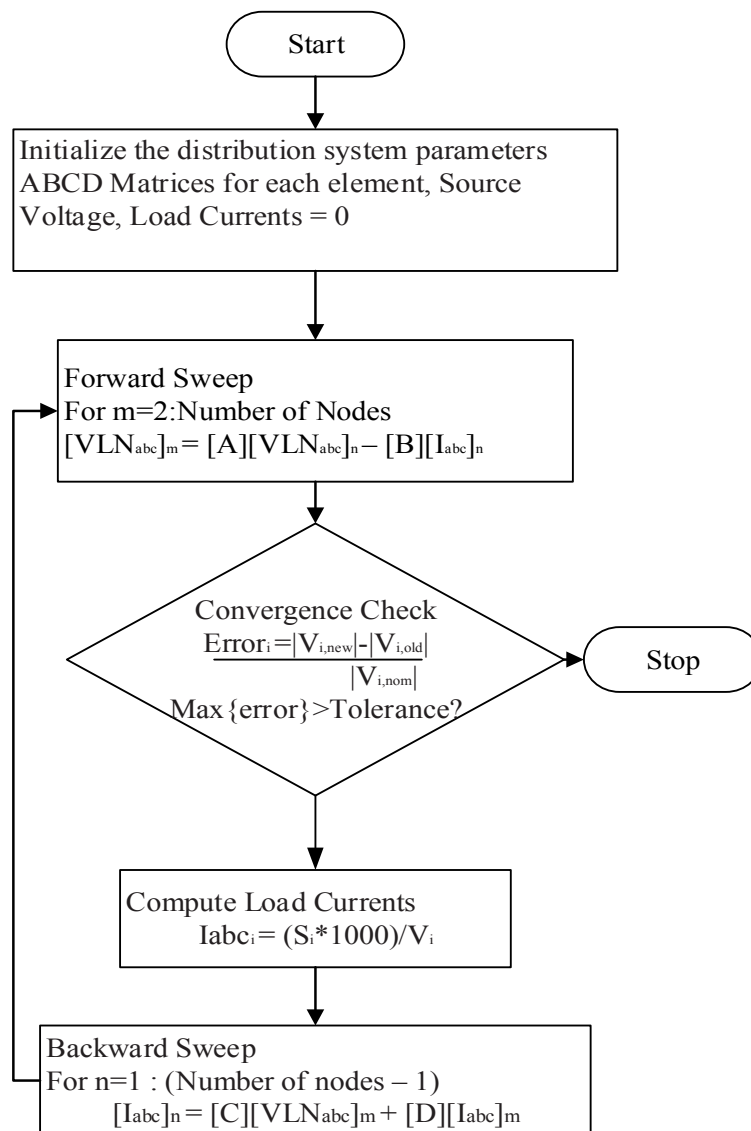 Start
Initialize the distribution system parameters
ABCD Matrices for each element, Source
Voltage, Load Currents = 0
Forward Sweep
For m=2:Number of Nodes
[VLNabc]m = [A][VLNabc]n – [B][Iabc]n
Convergence Check
Errori=|Vi,new|-|Vi,old|
|Vi,nom|
Max{error}>Tolerance?
Stop
Compute Load Currents
Iabci = (Si*1000)/Vi
Backward Sweep
For n=1 : (Number of nodes – 1)
[Iabc]n = [C][VLNabc]m + [D][Iabc]m